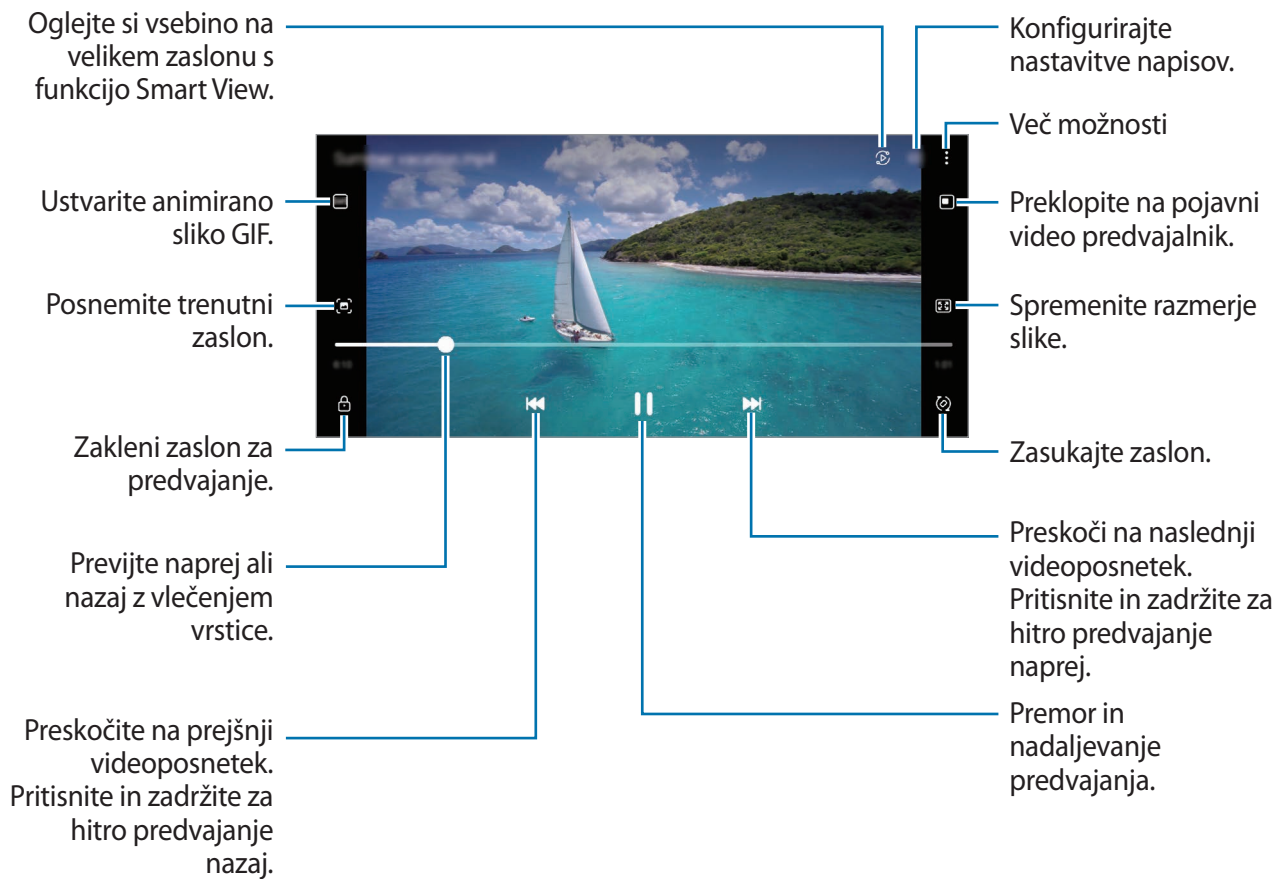 Oglejte si vsebino na
velikem zaslonu s
funkcijo Smart View.
Ustvarite animirano
sliko GIF.
Posnemite trenutni
zaslon.
Zakleni zaslon za
predvajanje.
Previjte naprej ali
nazaj z vlečenjem
vrstice.
Preskočite na prejšnji
videoposnetek.
Pritisnite in zadržite za
hitro predvajanje
nazaj.
Konfigurirajte
nastavitve napisov.
Več možnosti
Preklopite na pojavni
video predvajalnik.
Spremenite razmerje
slike.
Zasukajte zaslon.
Preskoči na naslednji
videoposnetek.
Pritisnite in zadržite za
hitro predvajanje
naprej.
Premor in
nadaljevanje
predvajanja.